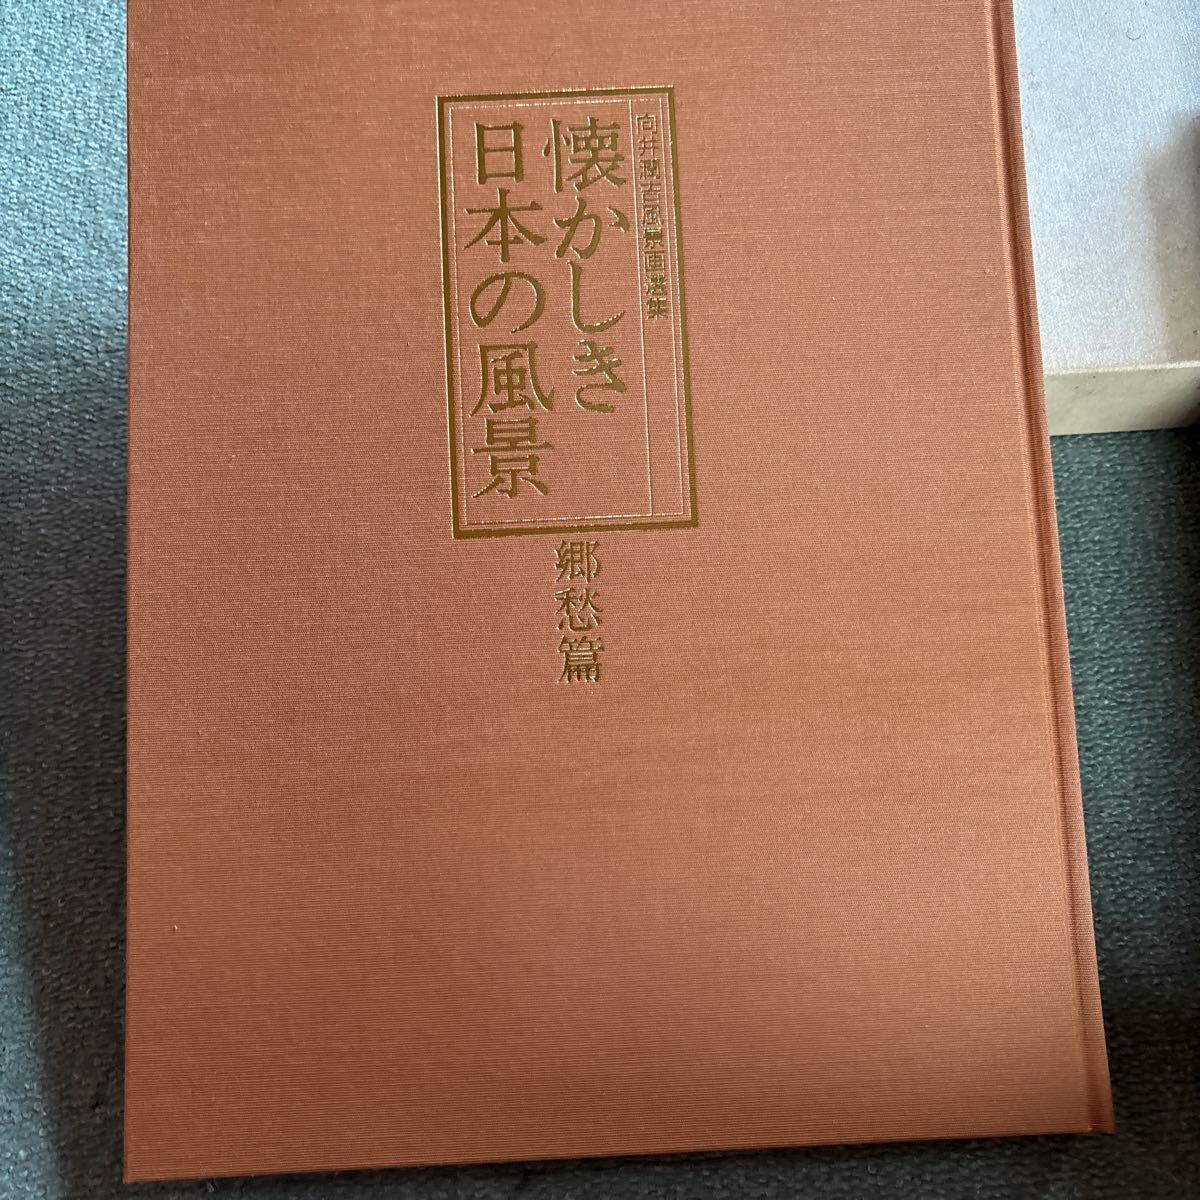 向井潤吉風景画選集
懐かしき
日本の風景
郷愁篇